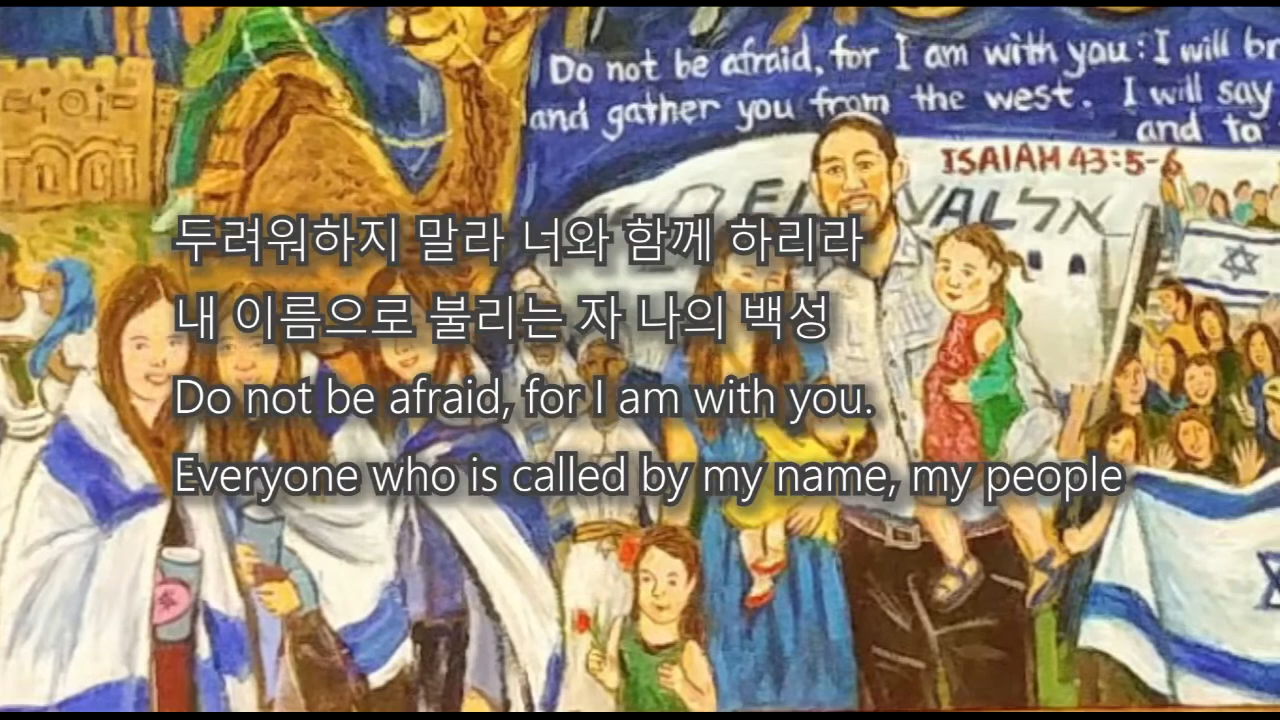 Do not be afraid, for I am with you: I will br
and gather you from the west. I will say
and ta
ISAIAH 43:5-6
אל
두려워하지 말라 너와 함께 하리라
내 이름으로 불리는 자 나의 백성
Do not be afraid, for I am with you.
Everyone who is called by my name, my people